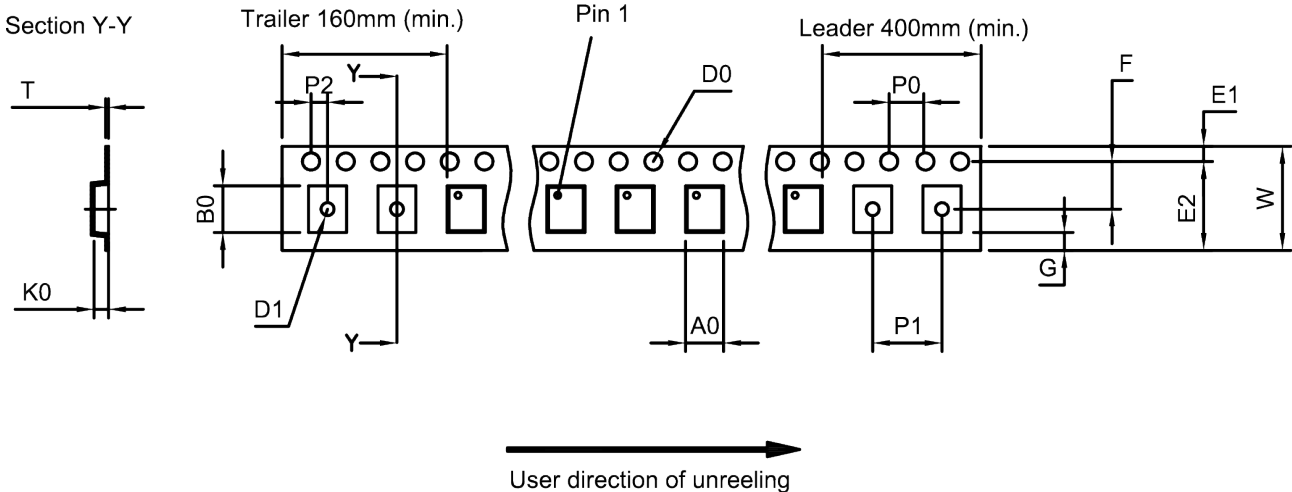 Section Y-Y
Trailer 160mm (min.)
Pin 1
Leader 400mm (min.)
T
Y
P2
D0
P0
F
E1
B0
E2
W
K0
D1
Y
A0
P1
G
User direction of unreeling